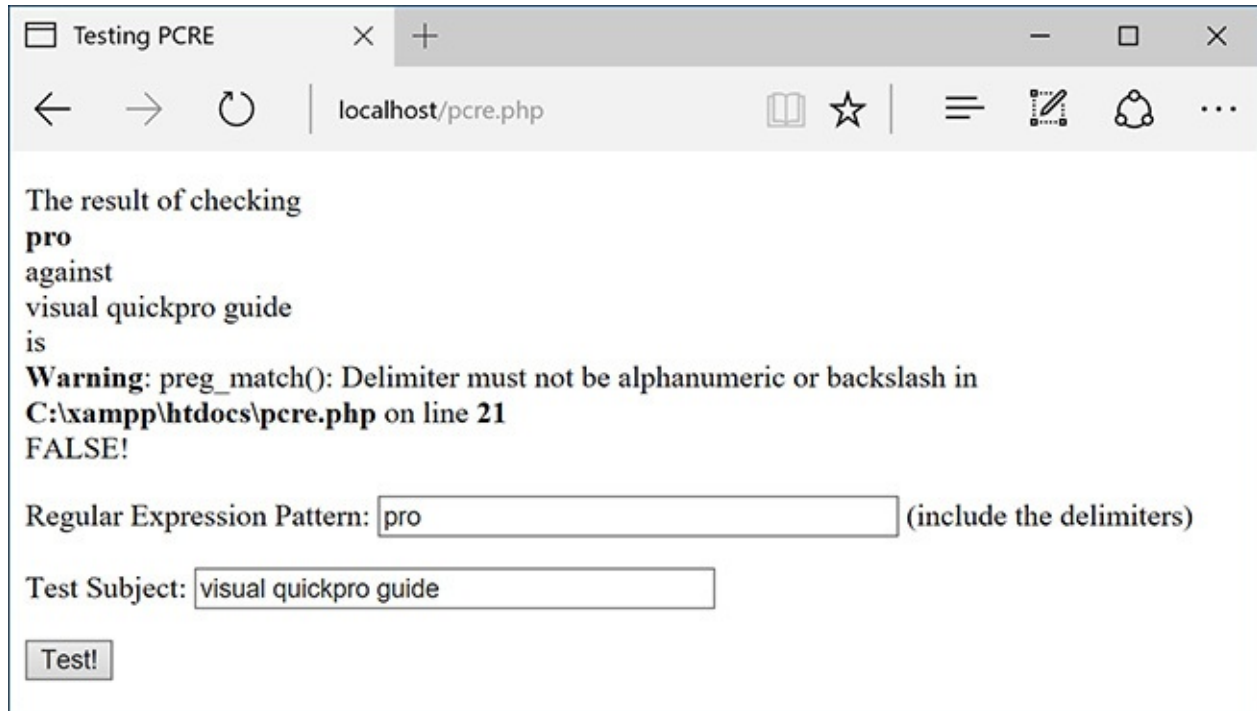 Testing PCRE
localhost/pcre.php
The result of checking
pro
against
visual quickpro guide
is
Warning: preg_match(): Delimiter must not be alphanumeric or backslash in
C:\xampp\htdocs\pcre.php on line 21
FALSE!
Regular Expression Pattern: pro (include the delimiters)
Test Subject: visual quickpro guide
Test!